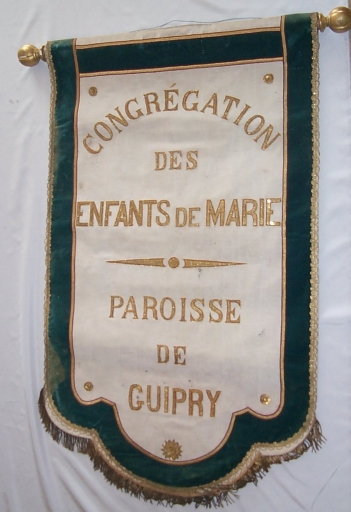 CONGRÉGATION
DES
ENFANTS DE MARIE
PAROISSE
DE
GUIPRY